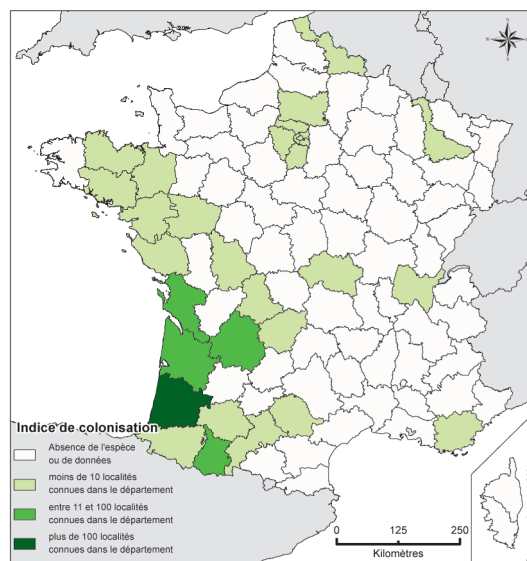 Indice de colonisation
Absence de l'espèce
ou de données
moins de 10 localités
connues dans le département
entre 11 et 100 localités
connues dans le département
plus de 100 localités
connues dans le département
0 125 250
Kilomètres